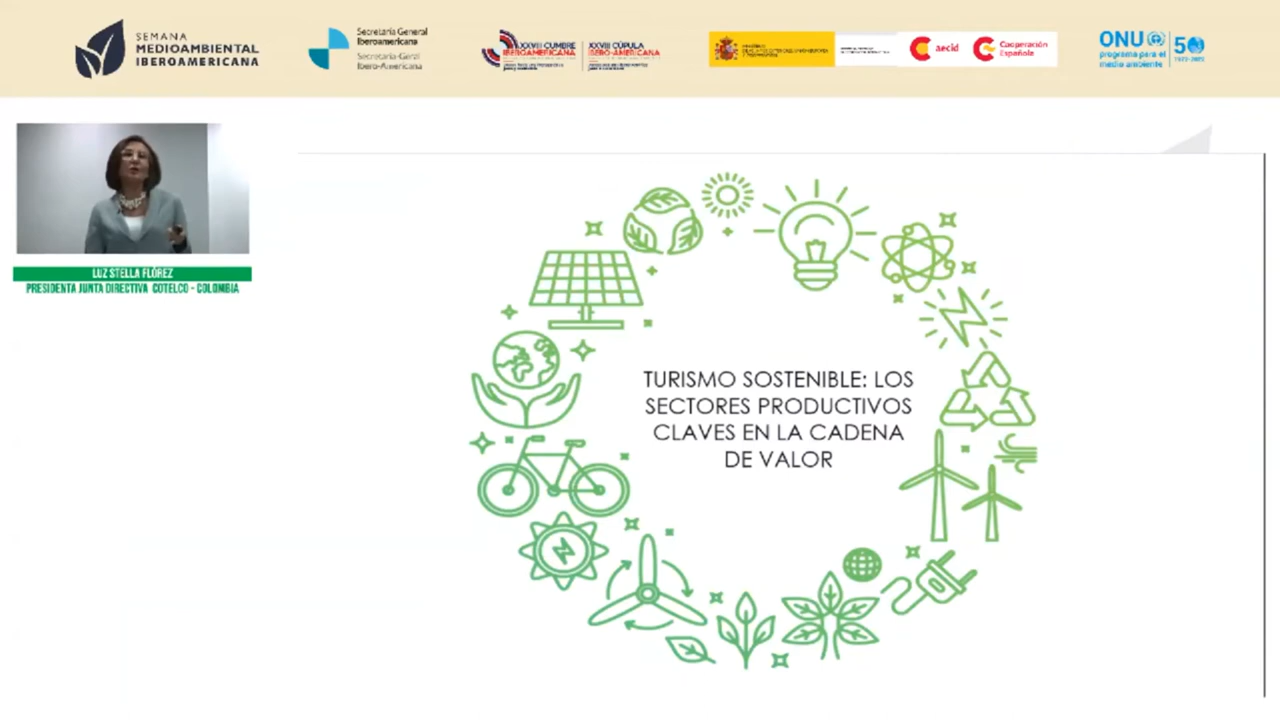 SEMANA
MEDIOAMBIENTAL
IBEROAMERICANA
Secretaría General
Iberoamericana
Secretaria-Geral
Ibero-Americana
XXVIII CUMBRE
IBEROAMERICANA
XXVIII CÚPULA
IBERO-AMERICANA
aecid
Cooperación
Española
ONU
programa para el
medio ambiente
50
1972-2022
LUZ STELLA FLÓREZ
PRESIDENTA JUNTA DIRECTIVA COTELCO - COLOMBIA
TURISMO SOSTENIBLE: LOS
SECTORES PRODUCTIVOS
CLAVES EN LA CADENA
DE VALOR